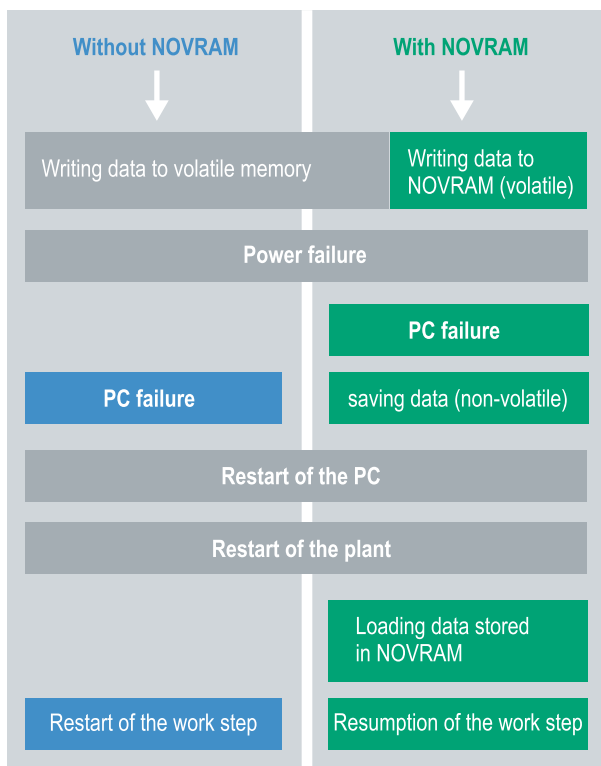 Without NOVRAM
With NOVRAM
Writing data to volatile memory
Writing data to
NOVRAM (volatile)
Power failure
PC failure
PC failure
saving data (non-volatile)
Restart of the PC
Restart of the plant
Loading data stored
in NOVRAM
Restart of the work step
Resumption of the work step